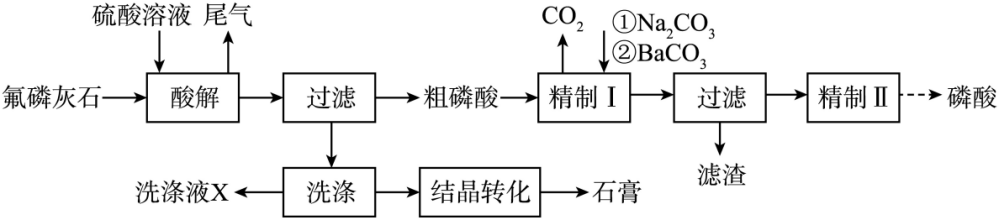 硫酸溶液 尾气 CO₂ ①Na₂CO₃
②BaCO₃
氟磷灰石 酸解 过滤 粗磷酸 精制Ⅰ 过滤 精制Ⅱ 磷酸
洗涤液X 洗涤 结晶转化 石膏 滤渣